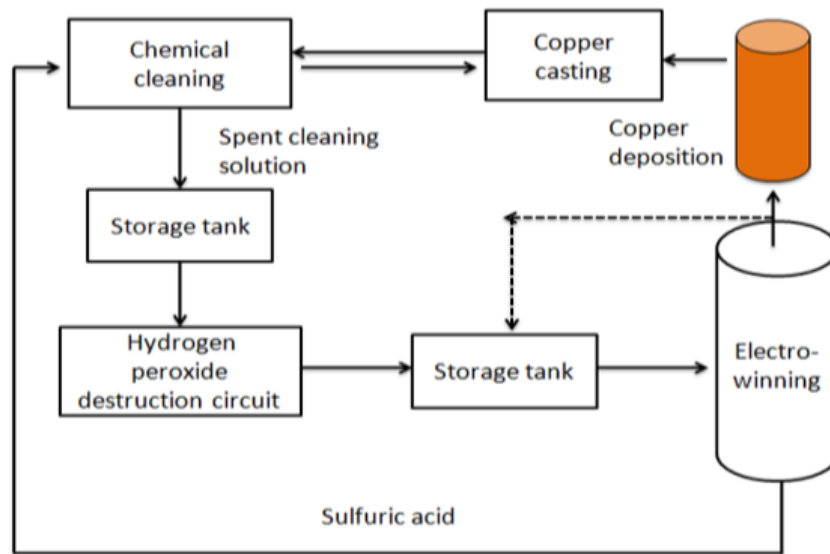 Chemical
cleaning
Copper
casting
Spent cleaning
solution
Copper
deposition
Storage tank
Hydrogen
peroxide
destruction circuit
Storage tank
Electro-
winning
Sulfuric acid